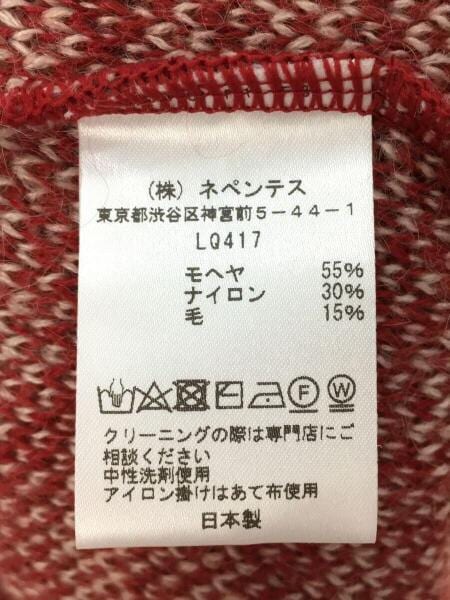 (株) ネペンテス
東京都渋谷区神宮前5-44-1
LQ417
モヘヤ 55%
ナイロン 30%
毛 15%
F W
クリーニングの際は専門店にご
相談ください
中性洗剤使用
アイロン掛けはあて布使用
日本製